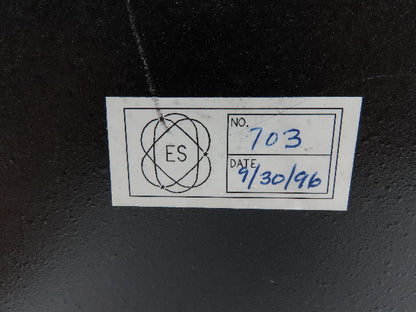 ES
NO.
703
DATE
9/30/96